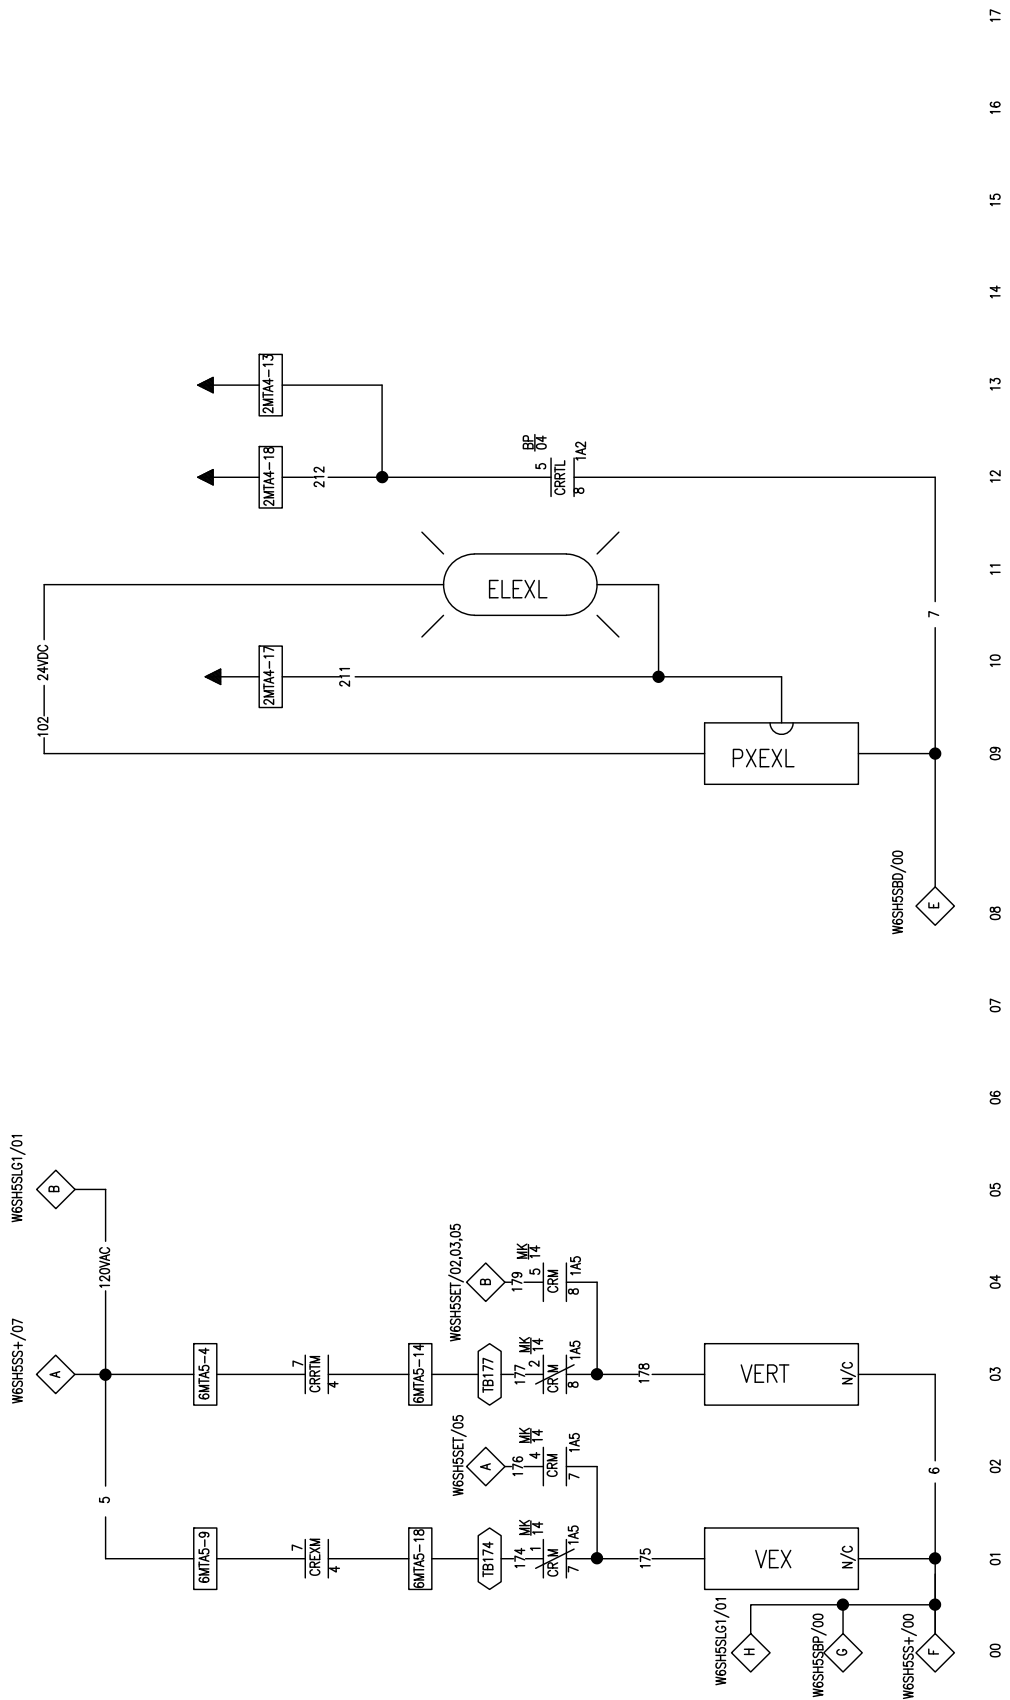 W6SH5SLG1/01
H
W6SH5SBP/00
G
W6SH5SS+/00
F
00
5
6MTA5-9
7
CREXM
4
6MTA5-18
TB174
174
1
MK
14
CRM
7
1A5
175
VEX
N/C
01
W6SH5SET/05
A
176
4
MK
14
CRM
7
1A5
6
02
W6SH5SS+/07
A
6MTA5-4
7
CRRTM
4
6MTA5-14
TB177
177
2
MK
14
CRM
8
1A5
178
VERT
N/C
03
120VAC
W6SH5SET/02,03,05
B
179
5
MK
14
CRM
8
1A5
04
W6SH5SLG1/01
B
05
06
07
W6SH5SBD/00
E
08
102
PXEXL
09
24VDC
2MTA4-17
211
7
10
ELEXL
11
2MTA4-18
212
5
BP
04
CRRTL
8
1A2
12
2MTA4-13
13
14
15
16
17